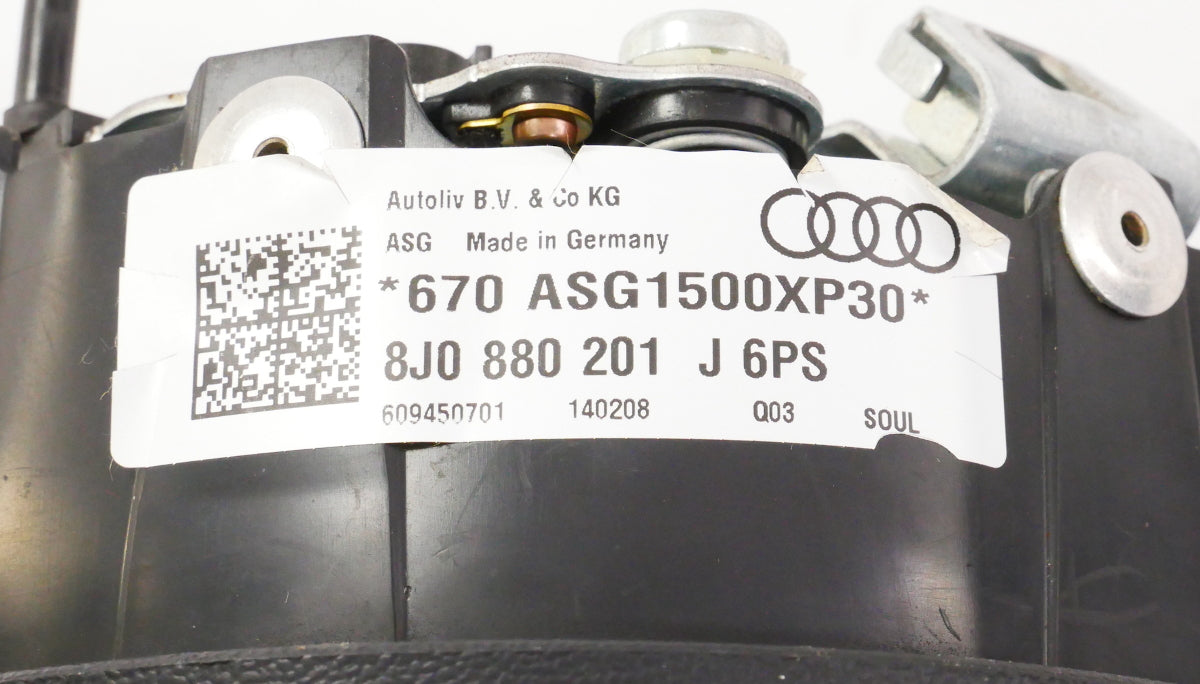 Autoliv B.V. & Co KG
ASG Made in Germany
*670 ASG1500XP30*
8J0 880 201 J 6PS
609450701 140208 Q03 SOUL